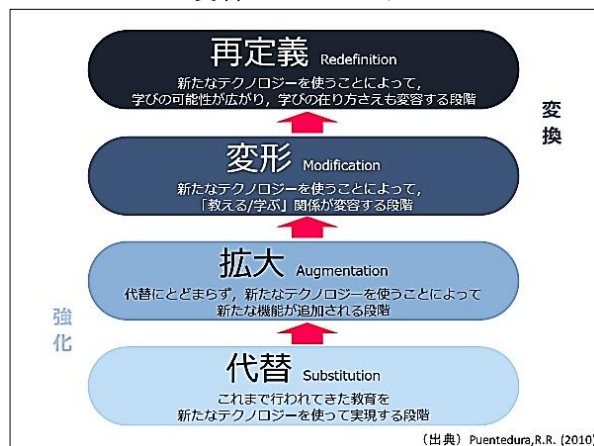 再定義 Redefinition
新たなテクノロジーを使うことによって,
学びの可能性が広がり,学びの在り方さえも変容する段階
変換
変形 Modification
新たなテクノロジーを使うことによって,
「教える/学ぶ」関係が変容する段階
拡大 Augmentation
代替にとどまらず,新たなテクノロジーを使うことによって
新たな機能が追加される段階
強化
代替 Substitution
これまで行われてきた教育を
新たなテクノロジーを使って実現する段階
(出典) Puentedura,R.R. (2010)